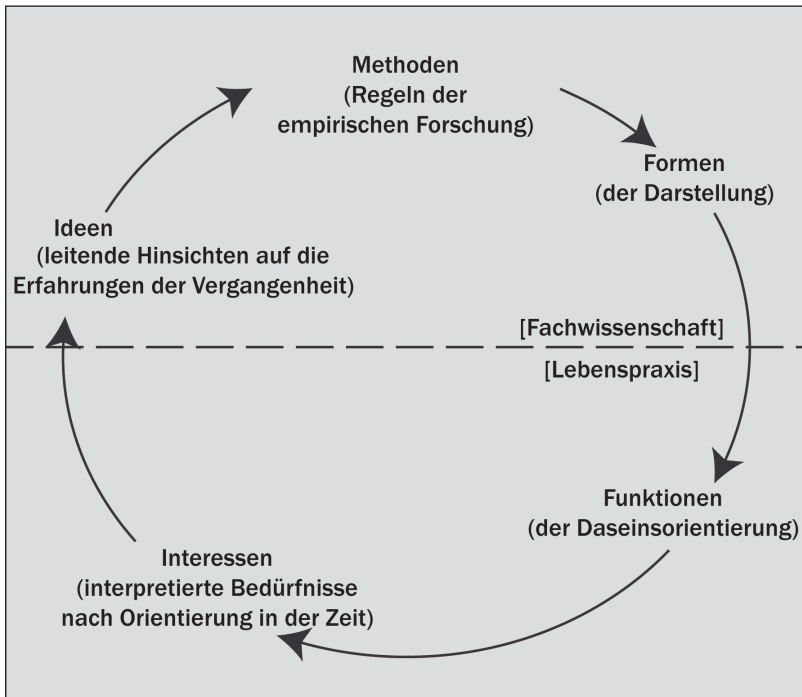 Methoden
(Regeln der
empirischen Forschung)
Formen
(der Darstellung)
Ideen
(leitende Hinsichten auf die
Erfahrungen der Vergangenheit)
[Fachwissenschaft]
[Lebenspraxis]
Funktionen
(der Daseinsorientierung)
Interessen
(interpretierte Bedürfnisse
nach Orientierung in der Zeit)